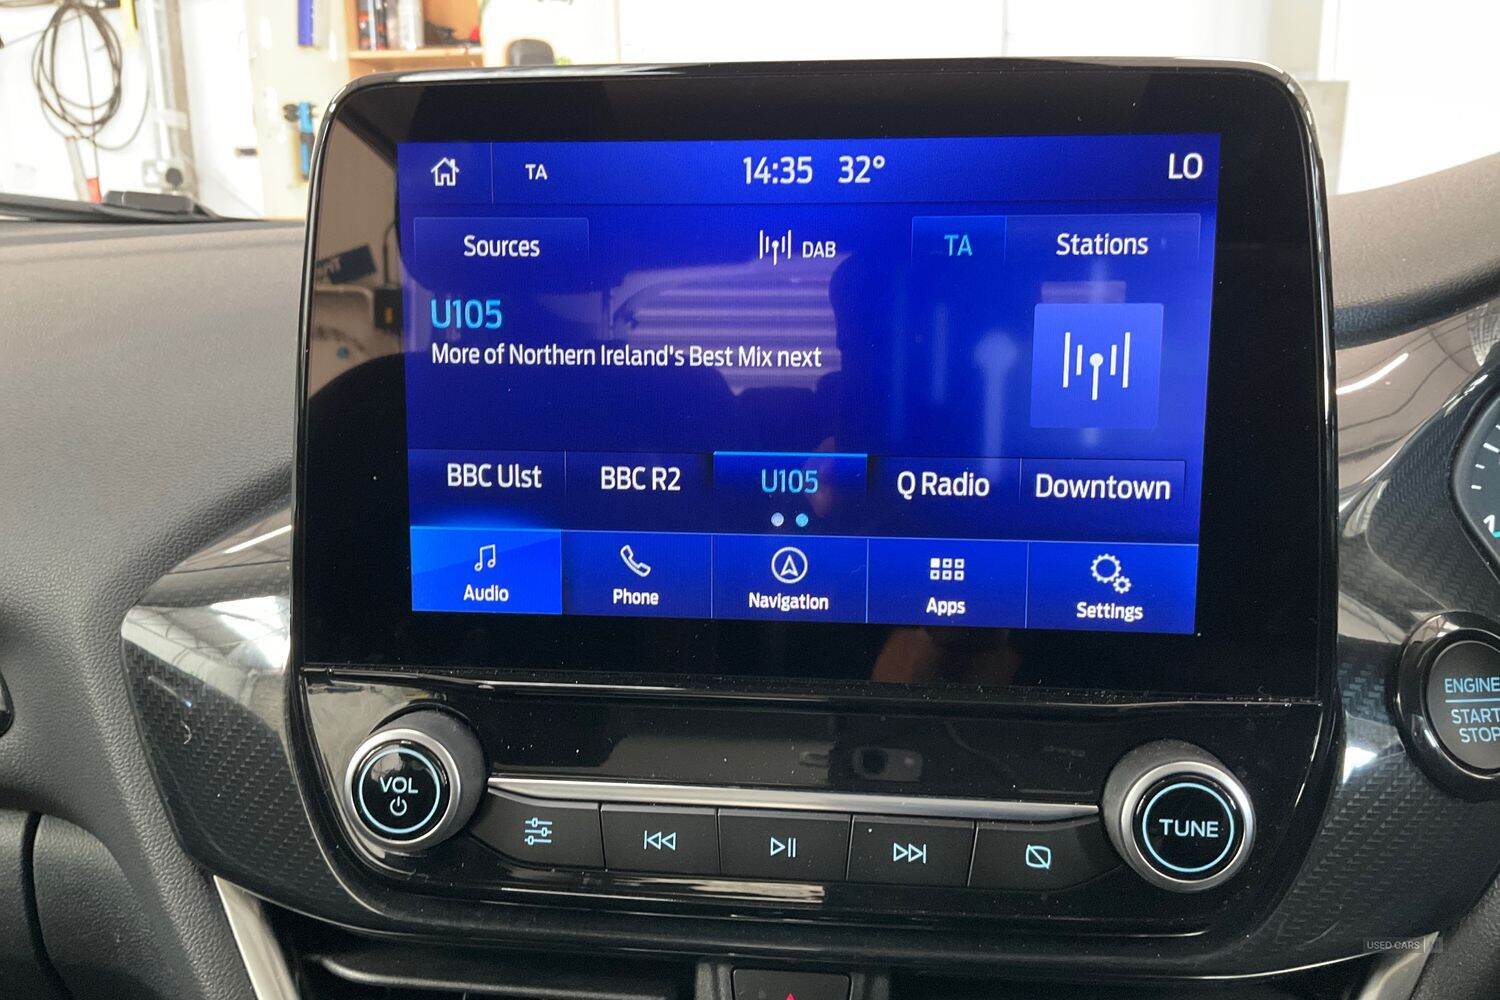 TA 14:35 32° LO
Sources DAB TA Stations
U105
More of Northern Ireland's Best Mix next
BBC Ulst BBC R2 U105 Q Radio Downtown
Audio Phone Navigation Apps Settings
VOL TUNE
ENGINE
START
STOP
USED CARS